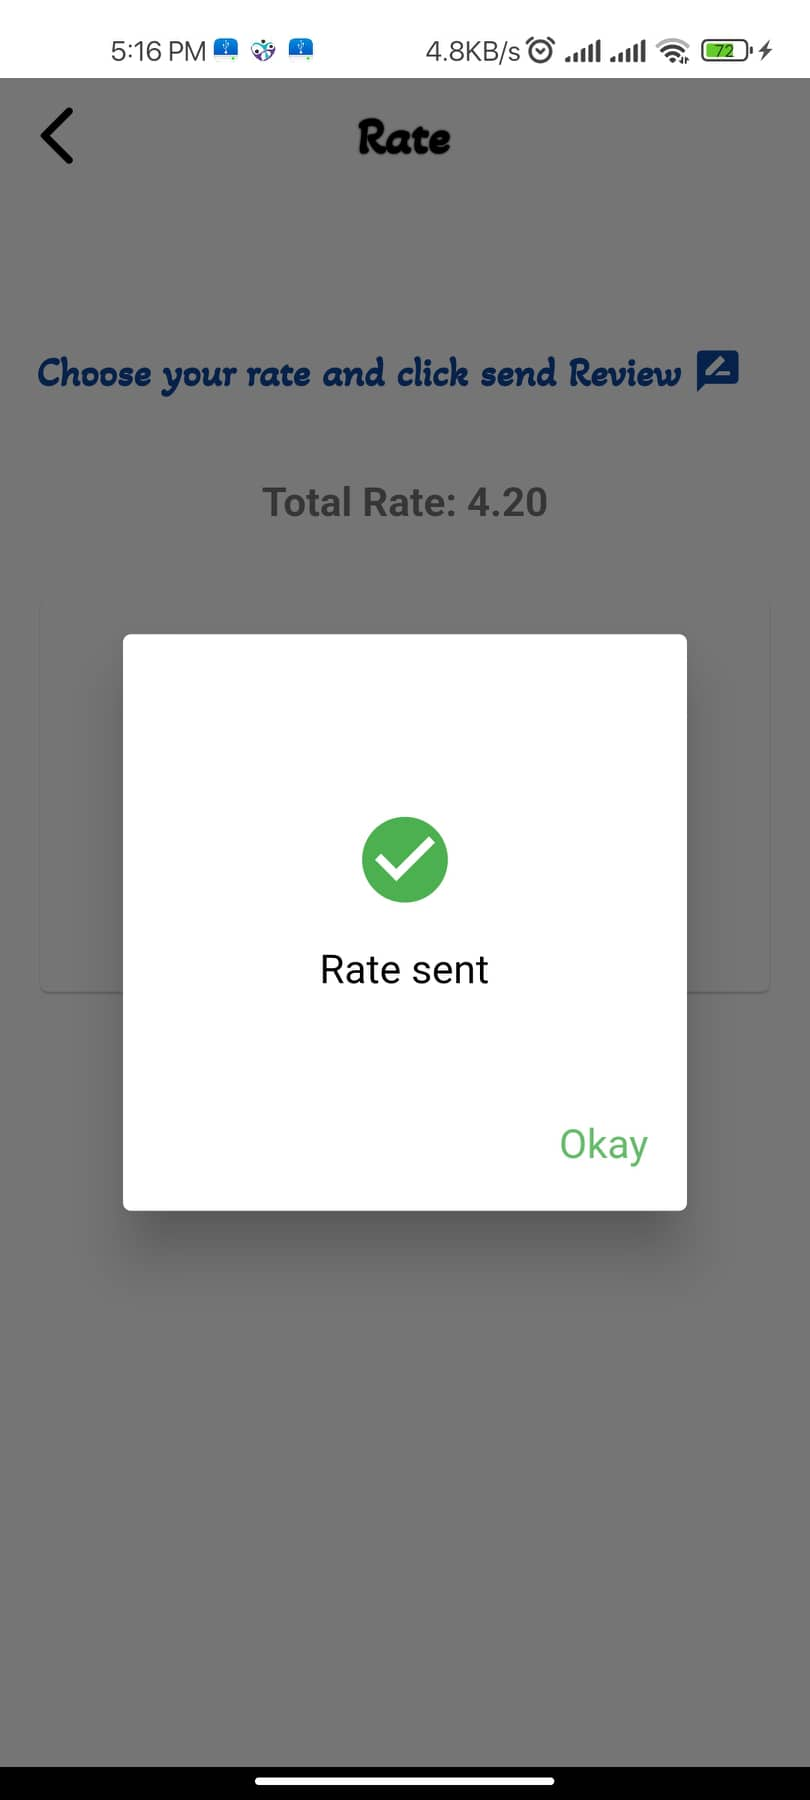 5:16 PM 4.8KB/s 72
Rate
Choose your rate and click send Review
Total Rate: 4.20
Rate sent
Okay